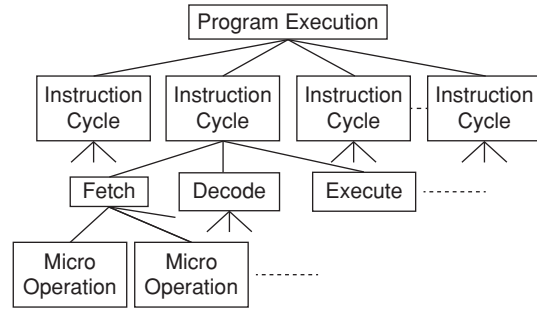 Program Execution
Instruction
Cycle
Instruction
Cycle
Instruction
Cycle
Instruction
Cycle
Fetch
Decode
Execute
Micro
Operation
Micro
Operation